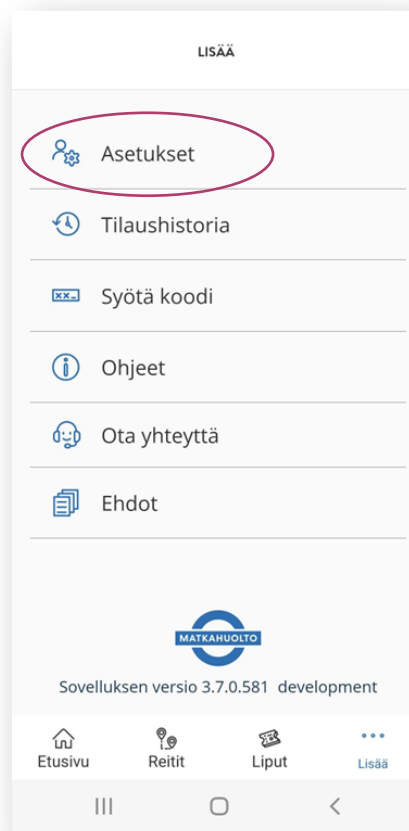 LISÄÄ
Asetukset
Tilaushistoria
xx_ Syötä koodi
Ohjeet
Ota yhteyttä
Ehdot
MATKAHUOLTO
Sovelluksen versio 3.7.0.581 development
Etusivu Reitit Liput Lisää